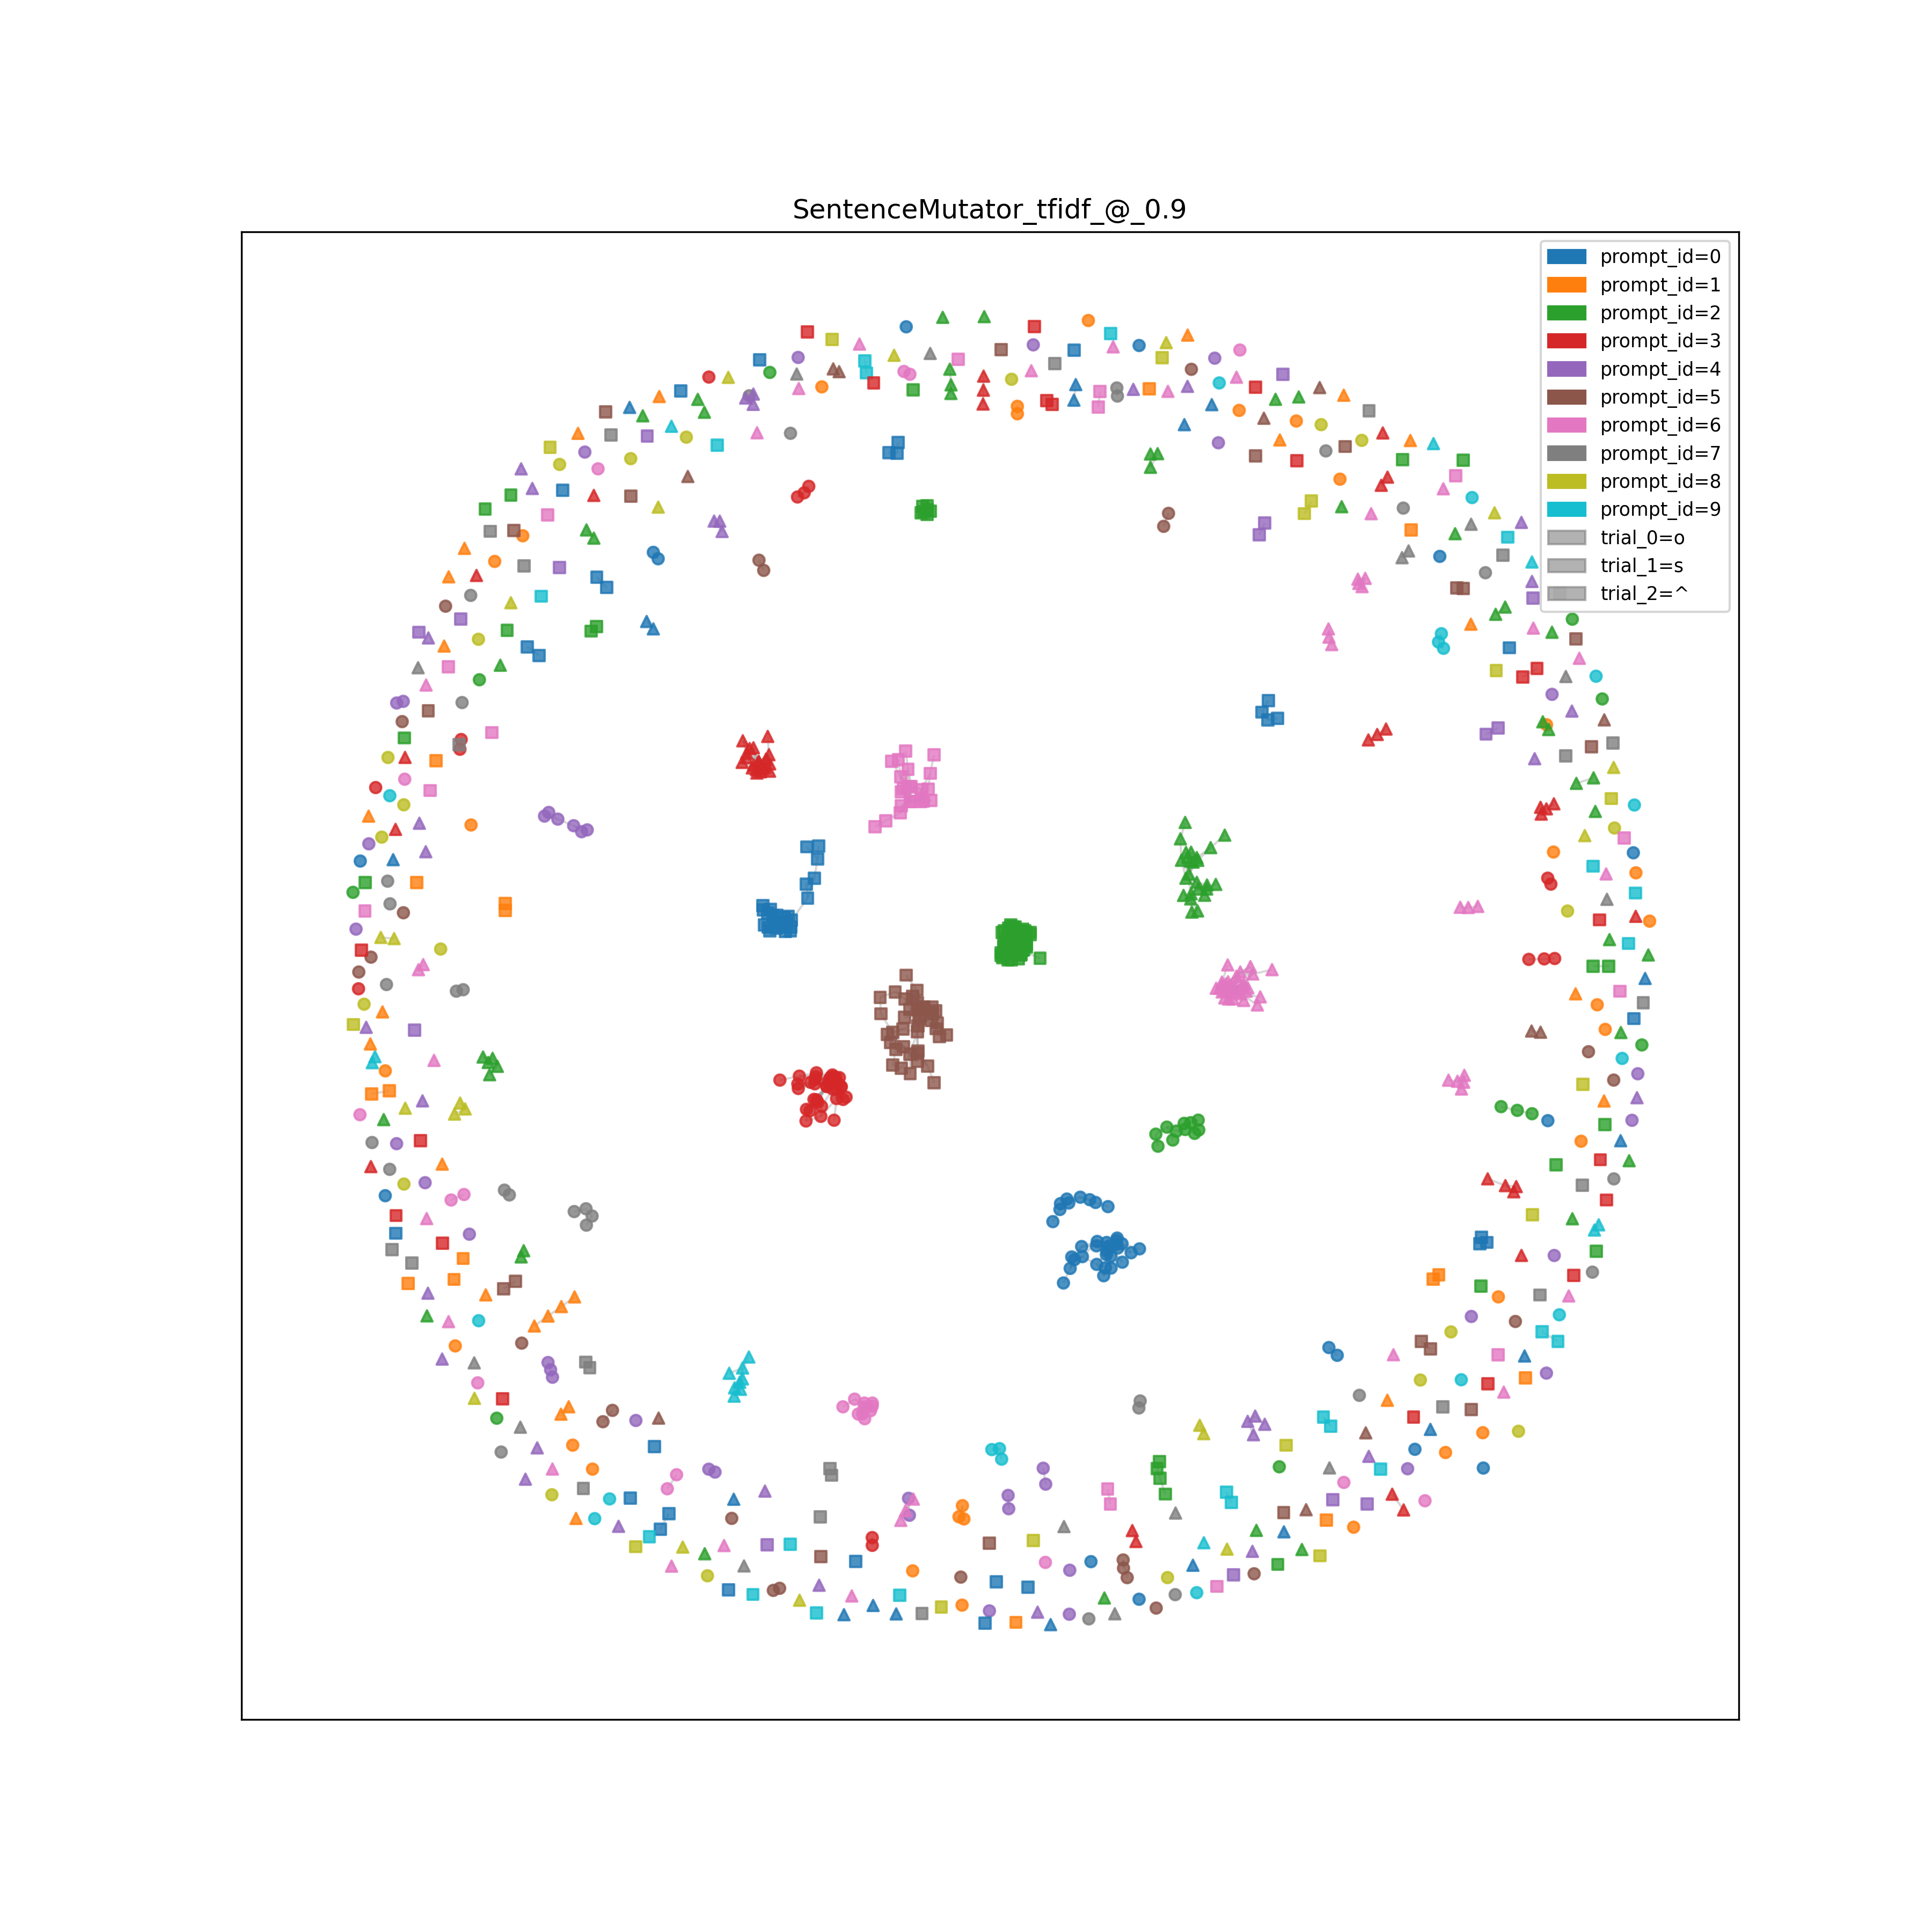 SentenceMutator_tfidf_@_0.9
prompt_id=0
prompt_id=1
prompt_id=2
prompt_id=3
prompt_id=4
prompt_id=5
prompt_id=6
prompt_id=7
prompt_id=8
prompt_id=9
trial_0=o
trial_1=s
trial_2=^